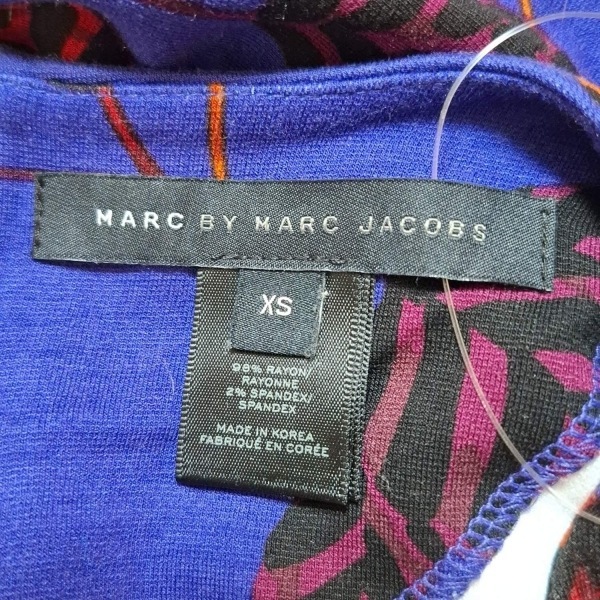 MARC BY MARC JACOBS
XS
98% RAYON/
RAYONNE
2% SPANDEX/
SPANDEX
MADE IN KOREA
FABRIQUÉ EN CORÉE